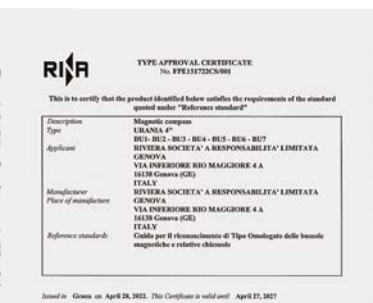 RINA
TYPE APPROVAL CERTIFICATE
No. FPE151722CS/001
This is to certify that the product identified below satisfies the requirements of the standard
quoted under "Reference standard"
Description Magnetic compass
Type URANIA 4"
BU1- BU2 - BU3 - BU4 - BU5 - BU6 - BU7
Applicant RIVIERA SOCIETA' A RESPONSABILITA' LIMITATA
GENOVA
VIA INFERIORE RIO MAGGIORE 4 A
16138 Genova (GE)
ITALY
Manufacturer RIVIERA SOCIETA' A RESPONSABILITA' LIMITATA
Place of manufacture GENOVA
VIA INFERIORE RIO MAGGIORE 4 A
16138 Genova (GE)
ITALY
Reference standards Guida per il riconoscimento di Tipo Omologato delle bussole
magnetiche e relative chiesuole
Issued in Genoa on April 28, 2022. This Certificate is valid until April 27, 2027